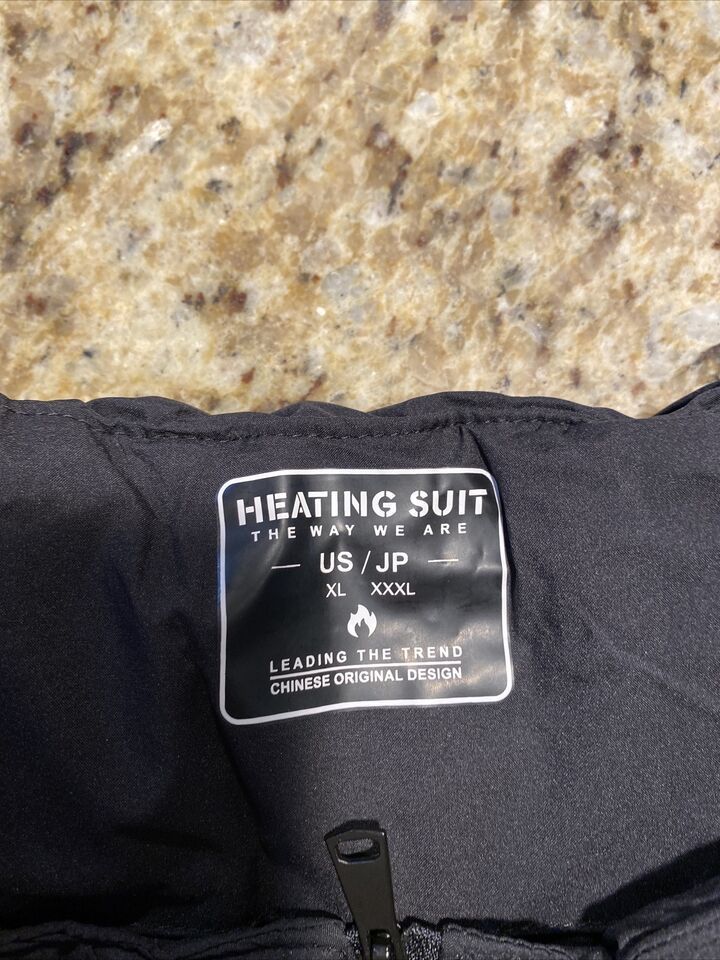 HEATING SUIT
THE WAY WE ARE
US / JP
XL XXXL
LEADING THE TREND
CHINESE ORIGINAL DESIGN